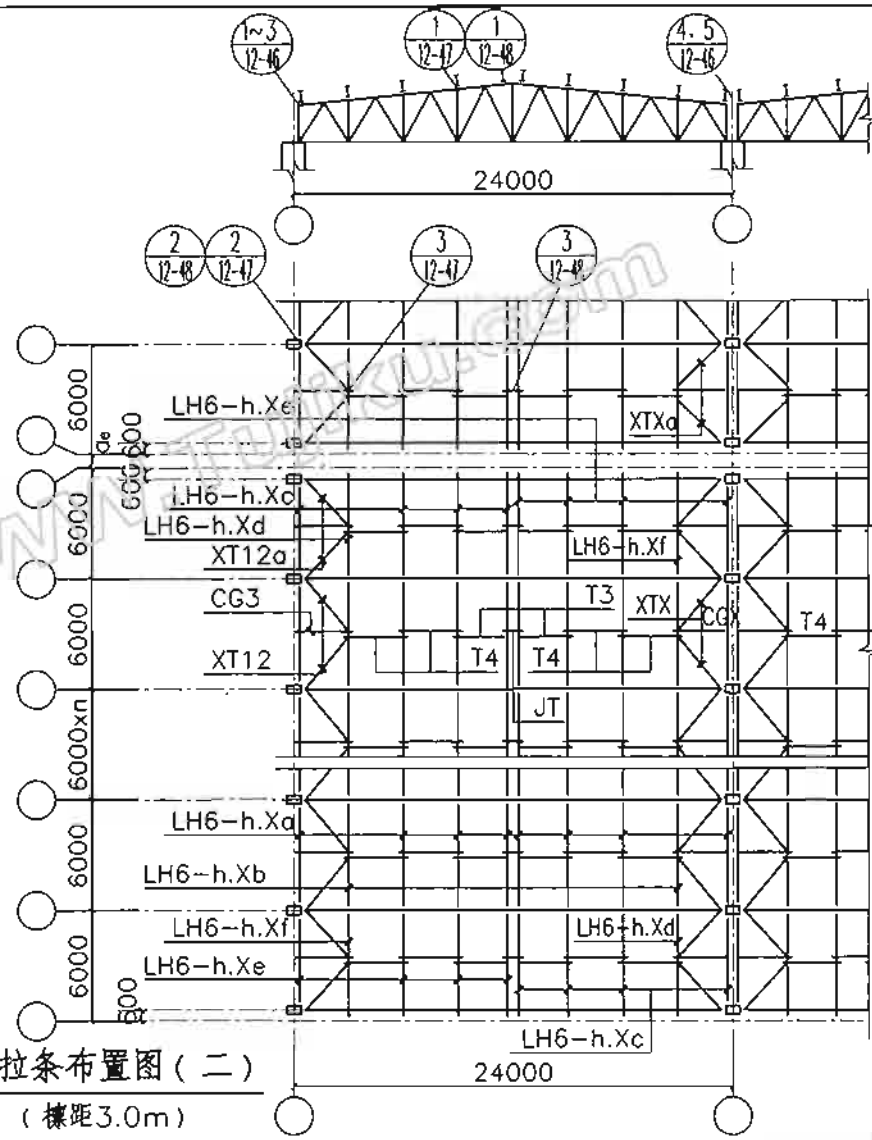 1~3
12-46
1
12-47
1
12-48
4.5
12-46
24000
2
12-48
2
12-47
3
12-47
3
12-48
6000
LH6-h.Xe
XTXa
ae
600
600
www.Tujiku.com
LH6-h.Xc
LH6-h.Xd
6000
XT12a
LH6-h.Xf
CG3
T3
XTX
CGX
T4
6000
XT12
T4
T4
JT
6000xn
LH6-h.Xa
6000
LH6-h.Xb
LH6-h.Xf
LH6-h.Xd
6000
LH6-h.Xe
600
LH6-h.Xc
拉条布置图(二)
24000
(檩距3.0m)